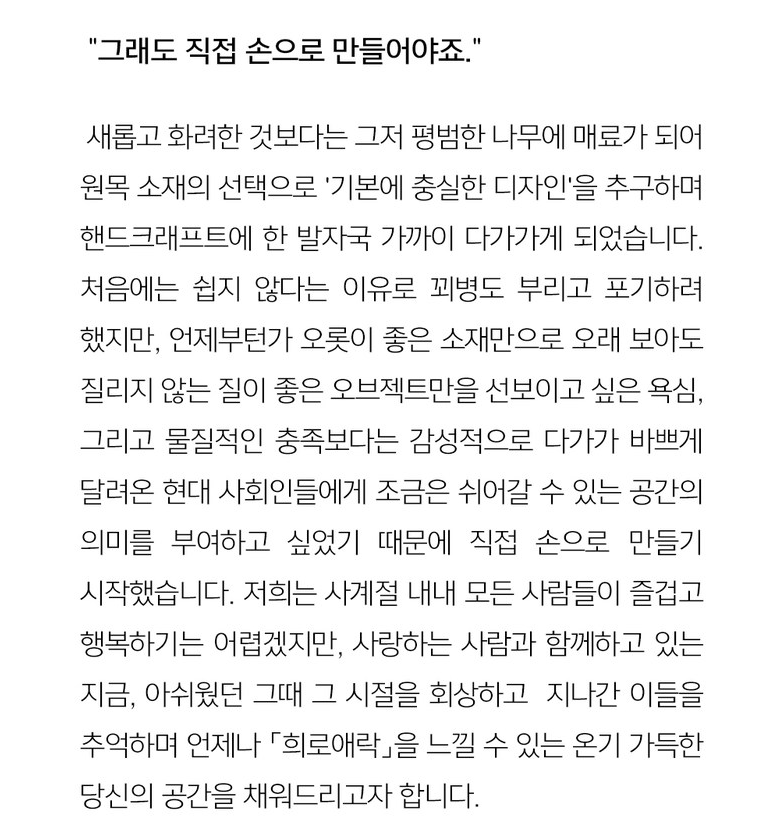 "그래도 직접 손으로 만들어야죠."
새롭고 화려한 것보다는 그저 평범한 나무에 매료가 되어
원목 소재의 선택으로 '기본에 충실한 디자인'을 추구하며
핸드크래프트에 한 발자국 가까이 다가가게 되었습니다.
처음에는 쉽지 않다는 이유로 꾀병도 부리고 포기하려
했지만, 언제부턴가 오롯이 좋은 소재만으로 오래 보아도
질리지 않는 질이 좋은 오브젝트만을 선보이고 싶은 욕심,
그리고 물질적인 충족보다는 감성적으로 다가가 바쁘게
달려온 현대 사회인들에게 조금은 쉬어갈 수 있는 공간의
의미를 부여하고 싶었기 때문에 직접 손으로 만들기
시작했습니다. 저희는 사계절 내내 모든 사람들이 즐겁고
행복하기는 어렵겠지만, 사랑하는 사람과 함께하고 있는
지금, 아쉬웠던 그때 그 시절을 회상하고 지나간 이들을
추억하며 언제나 「희로애락」을 느낄 수 있는 온기 가득한
당신의 공간을 채워드리고자 합니다.